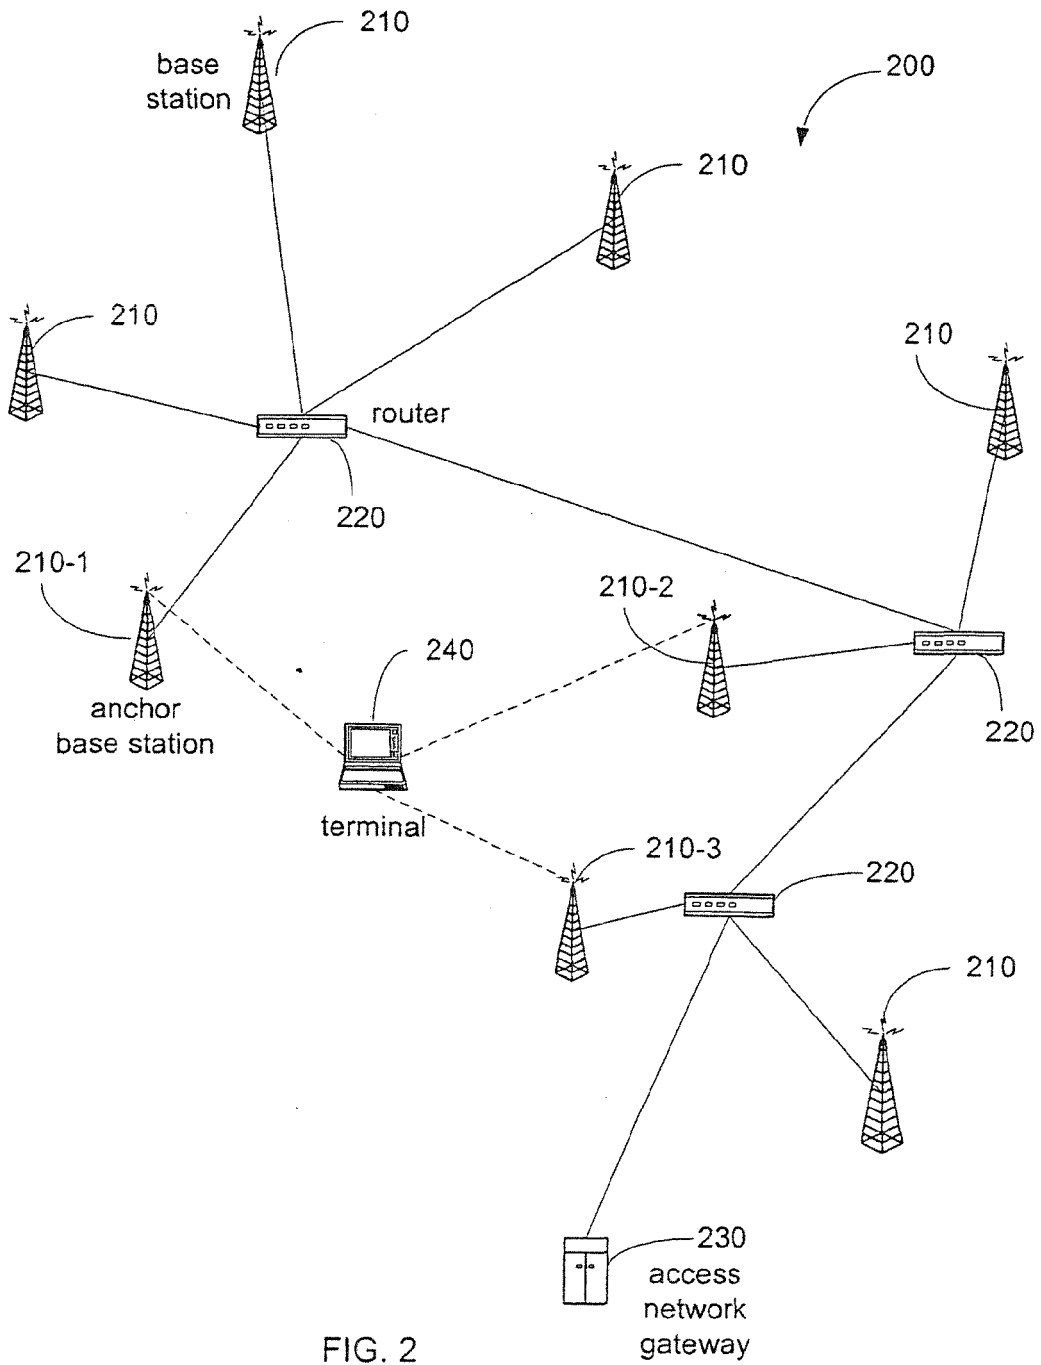 210
base
station
200
210
210
210
router
220
210-1
210-2
240
anchor
base station
220
terminal
210-3
220
210
230
access
network
gateway
FIG. 2